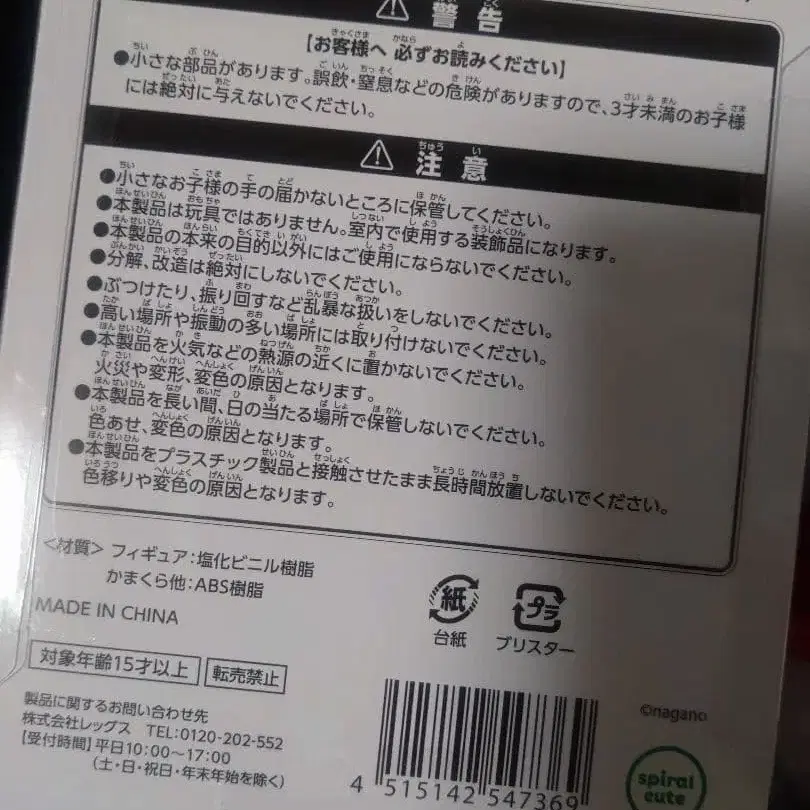 ⚠ 警告
【お客様へ 必ずお読みください】
●小さな部品があります。誤飲・窒息などの危険がありますので、3才未満のお子様
には絶対に与えないでください。
⚠ 注意
●小さなお子様の手の届かないところに保管してください。
●本製品は玩具ではありません。室内で使用する装飾品になります。
●本製品の本来の目的以外にはご使用にならないでください。
●分解、改造は絶対にしないでください。
●ぶつけたり、振り回すなど乱暴な扱いをしないでください。
●高い場所や振動の多い場所には取り付けないでください。
●本製品を火気などの熱源の近くに置かないでください。
火災や変形、変色の原因となります。
●本製品を長い間、日の当たる場所で保管しないでください。
色あせ、変色の原因となります。
●本製品をプラスチック製品と接触させたまま長時間放置しないでください。
色移りや変色の原因となります。
<材質> フィギュア：塩化ビニル樹脂
かまくら他：ABS樹脂
MADE IN CHINA
紙
台紙
プラ
ブリスター
対象年齢15才以上
転売禁止
製品に関するお問い合わせ先
株式会社レッグス TEL:0120-202-552
【受付時間】平日10:00～17:00
(土・日・祝日・年末年始を除く)
©nagano
4 515142 547369
spiral
cute